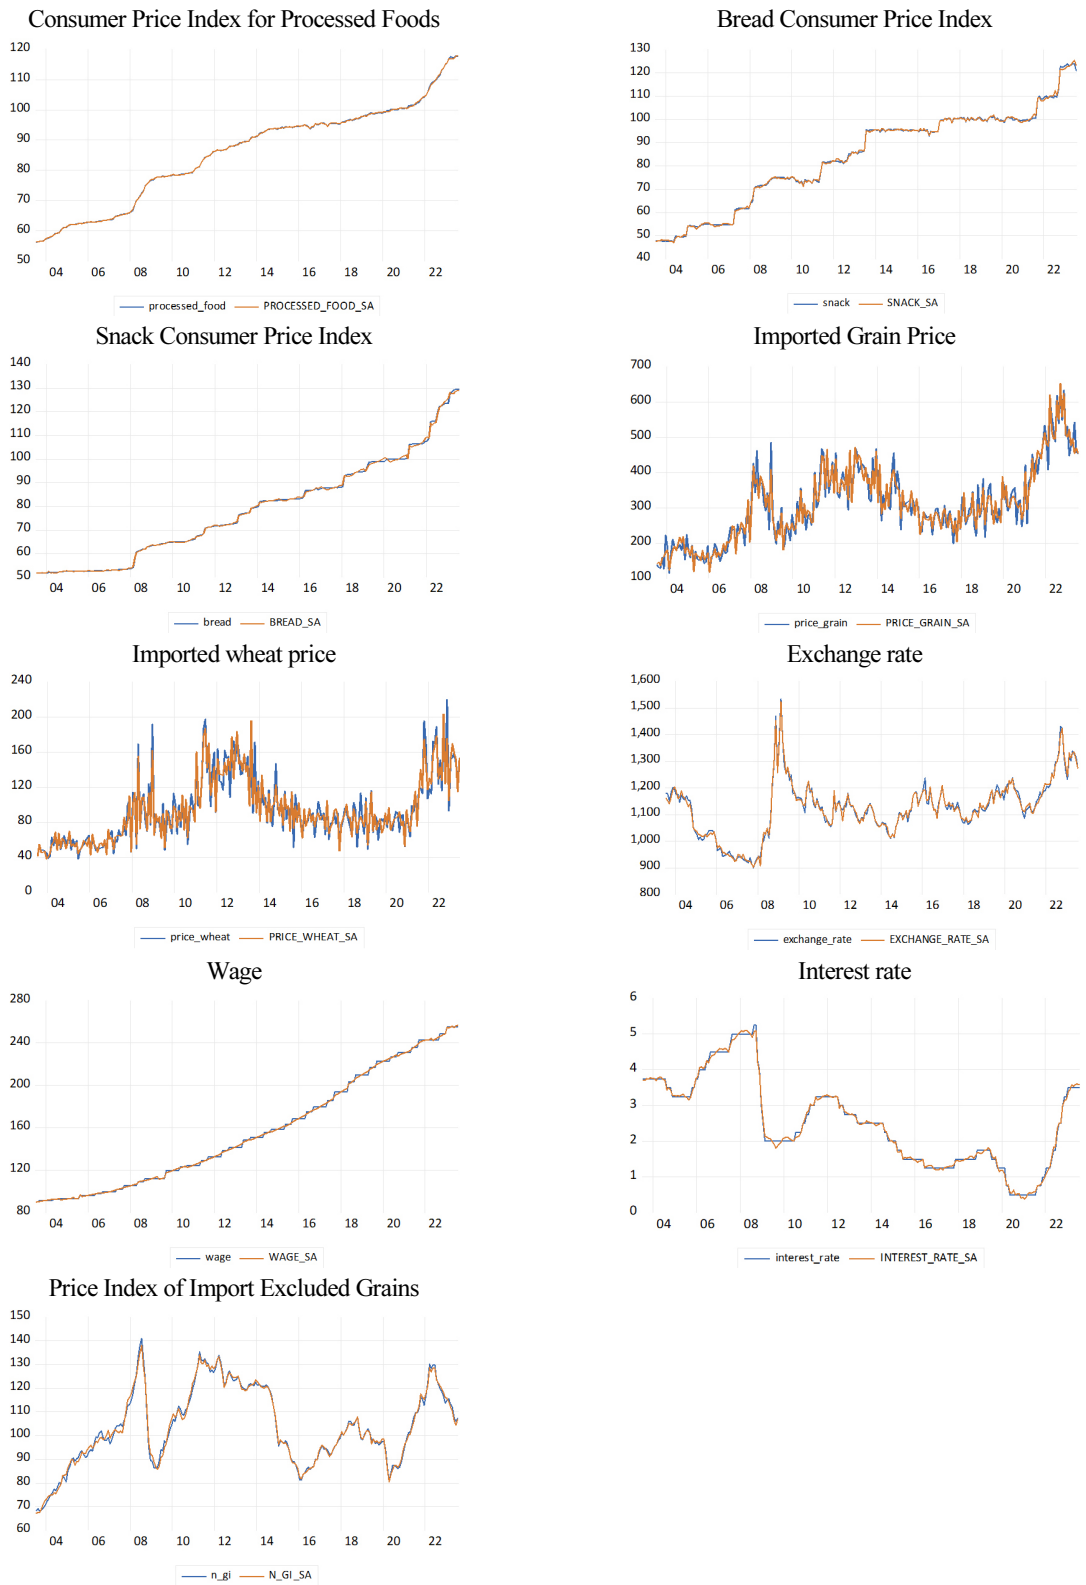 Consumer Price Index for Processed Foods
120
110
100
90
80
70
60
50
04 06 08 10 12 14 16 18 20 22
processed_food PROCESSED_FOOD_SA
Bread Consumer Price Index
130
120
110
100
90
80
70
60
50
40
04 06 08 10 12 14 16 18 20 22
snack SNACK_SA
Snack Consumer Price Index
140
130
120
110
100
90
80
70
60
50
04 06 08 10 12 14 16 18 20 22
bread BREAD_SA
Imported Grain Price
700
600
500
400
300
200
100
04 06 08 10 12 14 16 18 20 22
price_grain PRICE_GRAIN_SA
Imported wheat price
240
200
160
120
80
40
0
04 06 08 10 12 14 16 18 20 22
price_wheat PRICE_WHEAT_SA
Exchange rate
1,600
1,500
1,400
1,300
1,200
1,100
1,000
900
800
04 06 08 10 12 14 16 18 20 22
exchange_rate EXCHANGE_RATE_SA
Wage
280
240
200
160
120
80
04 06 08 10 12 14 16 18 20 22
wage WAGE_SA
Interest rate
6
5
4
3
2
1
0
04 06 08 10 12 14 16 18 20 22
interest_rate INTEREST_RATE_SA
Price Index of Import Excluded Grains
150
140
130
120
110
100
90
80
70
60
04 06 08 10 12 14 16 18 20 22
n_gi N_GI_SA